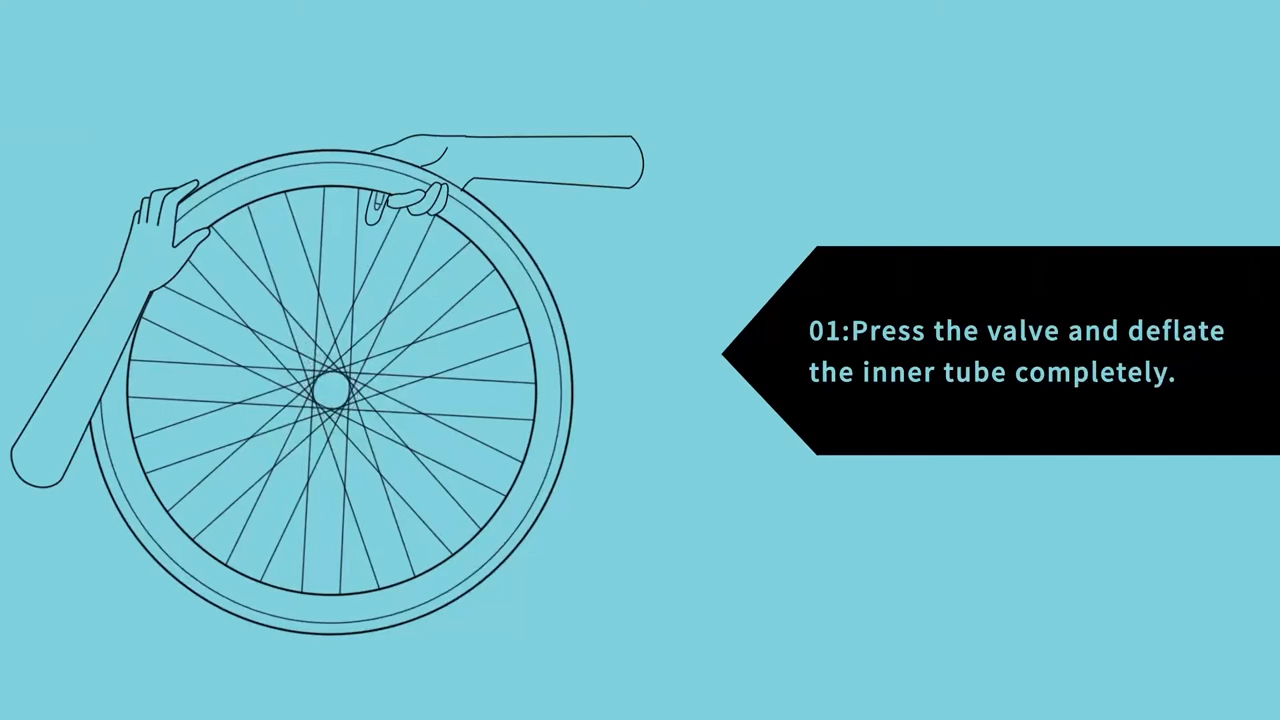 01:Press the valve and deflate
the inner tube completely.